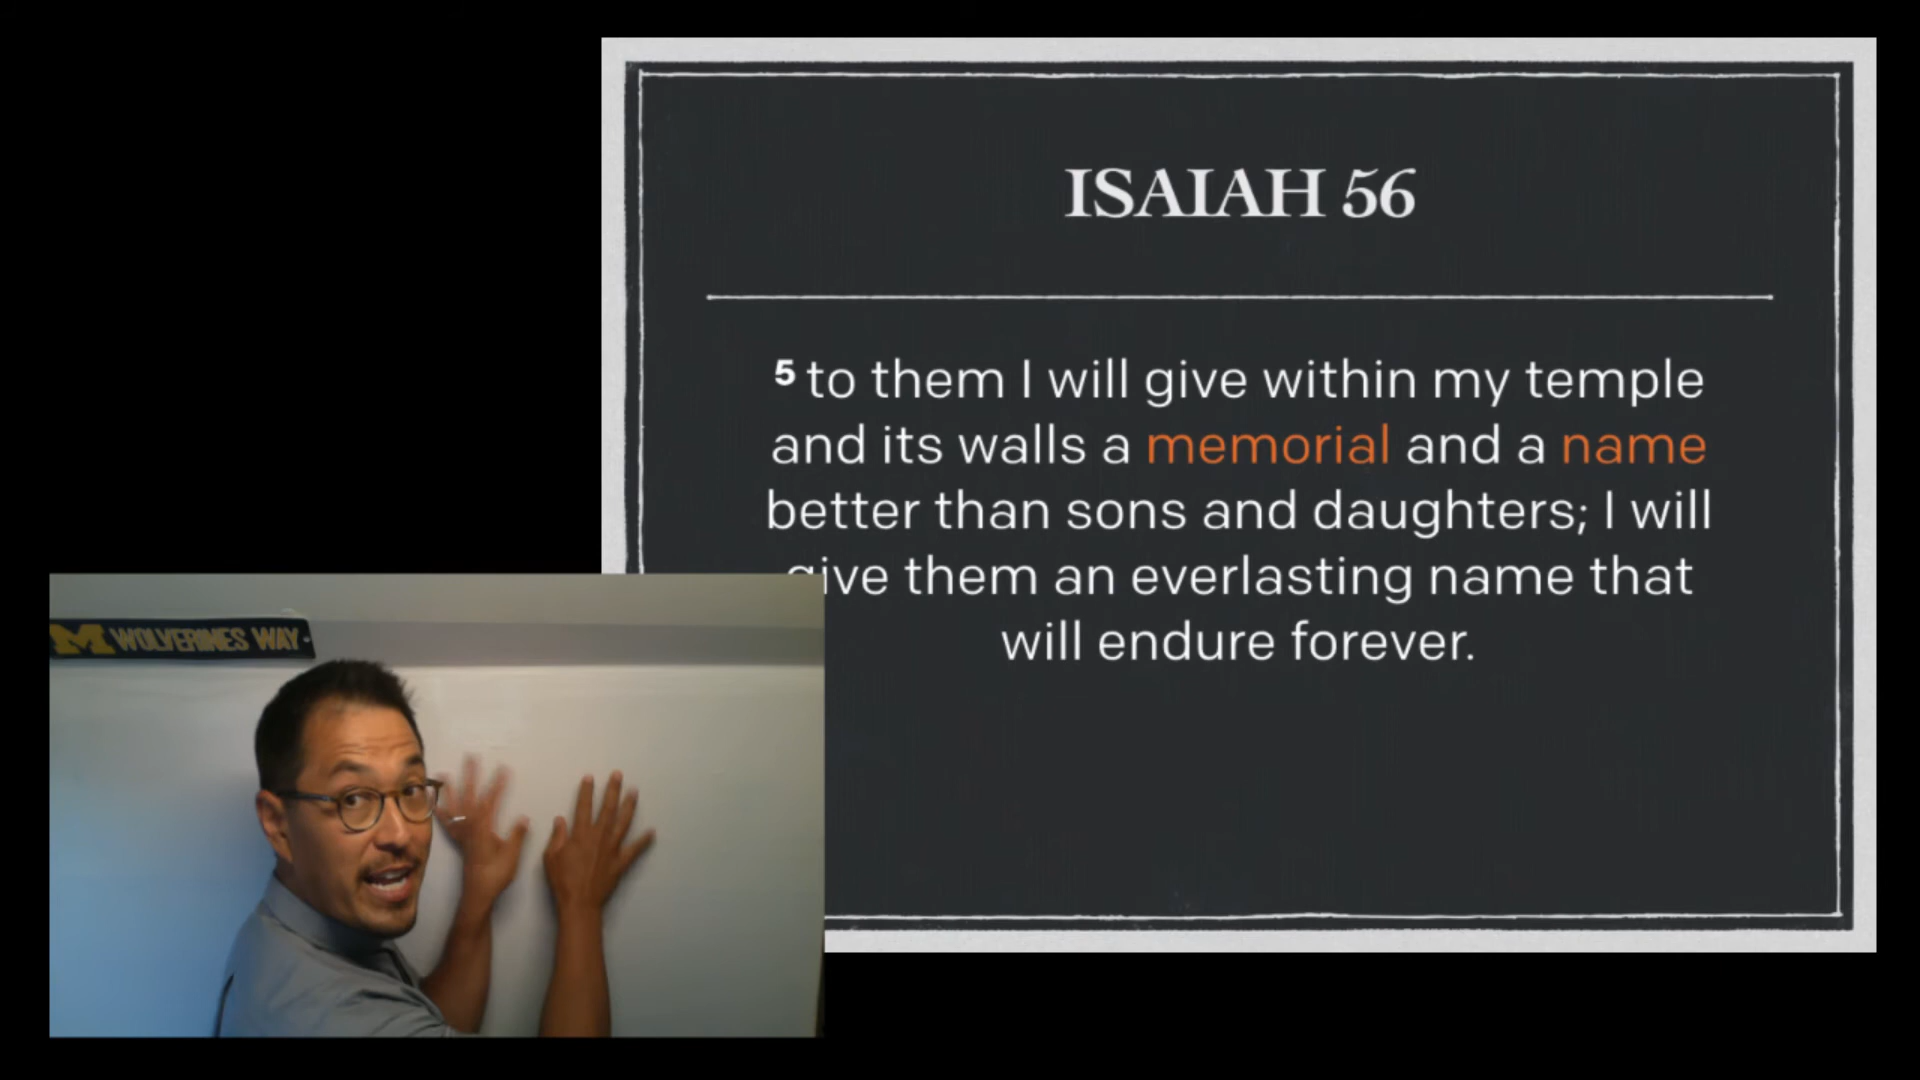 ISAIAH 56
5 to them I will give within my temple
and its walls a memorial and a name
better than sons and daughters; I will
give them an everlasting name that
will endure forever.
M WOLVERINES WAY